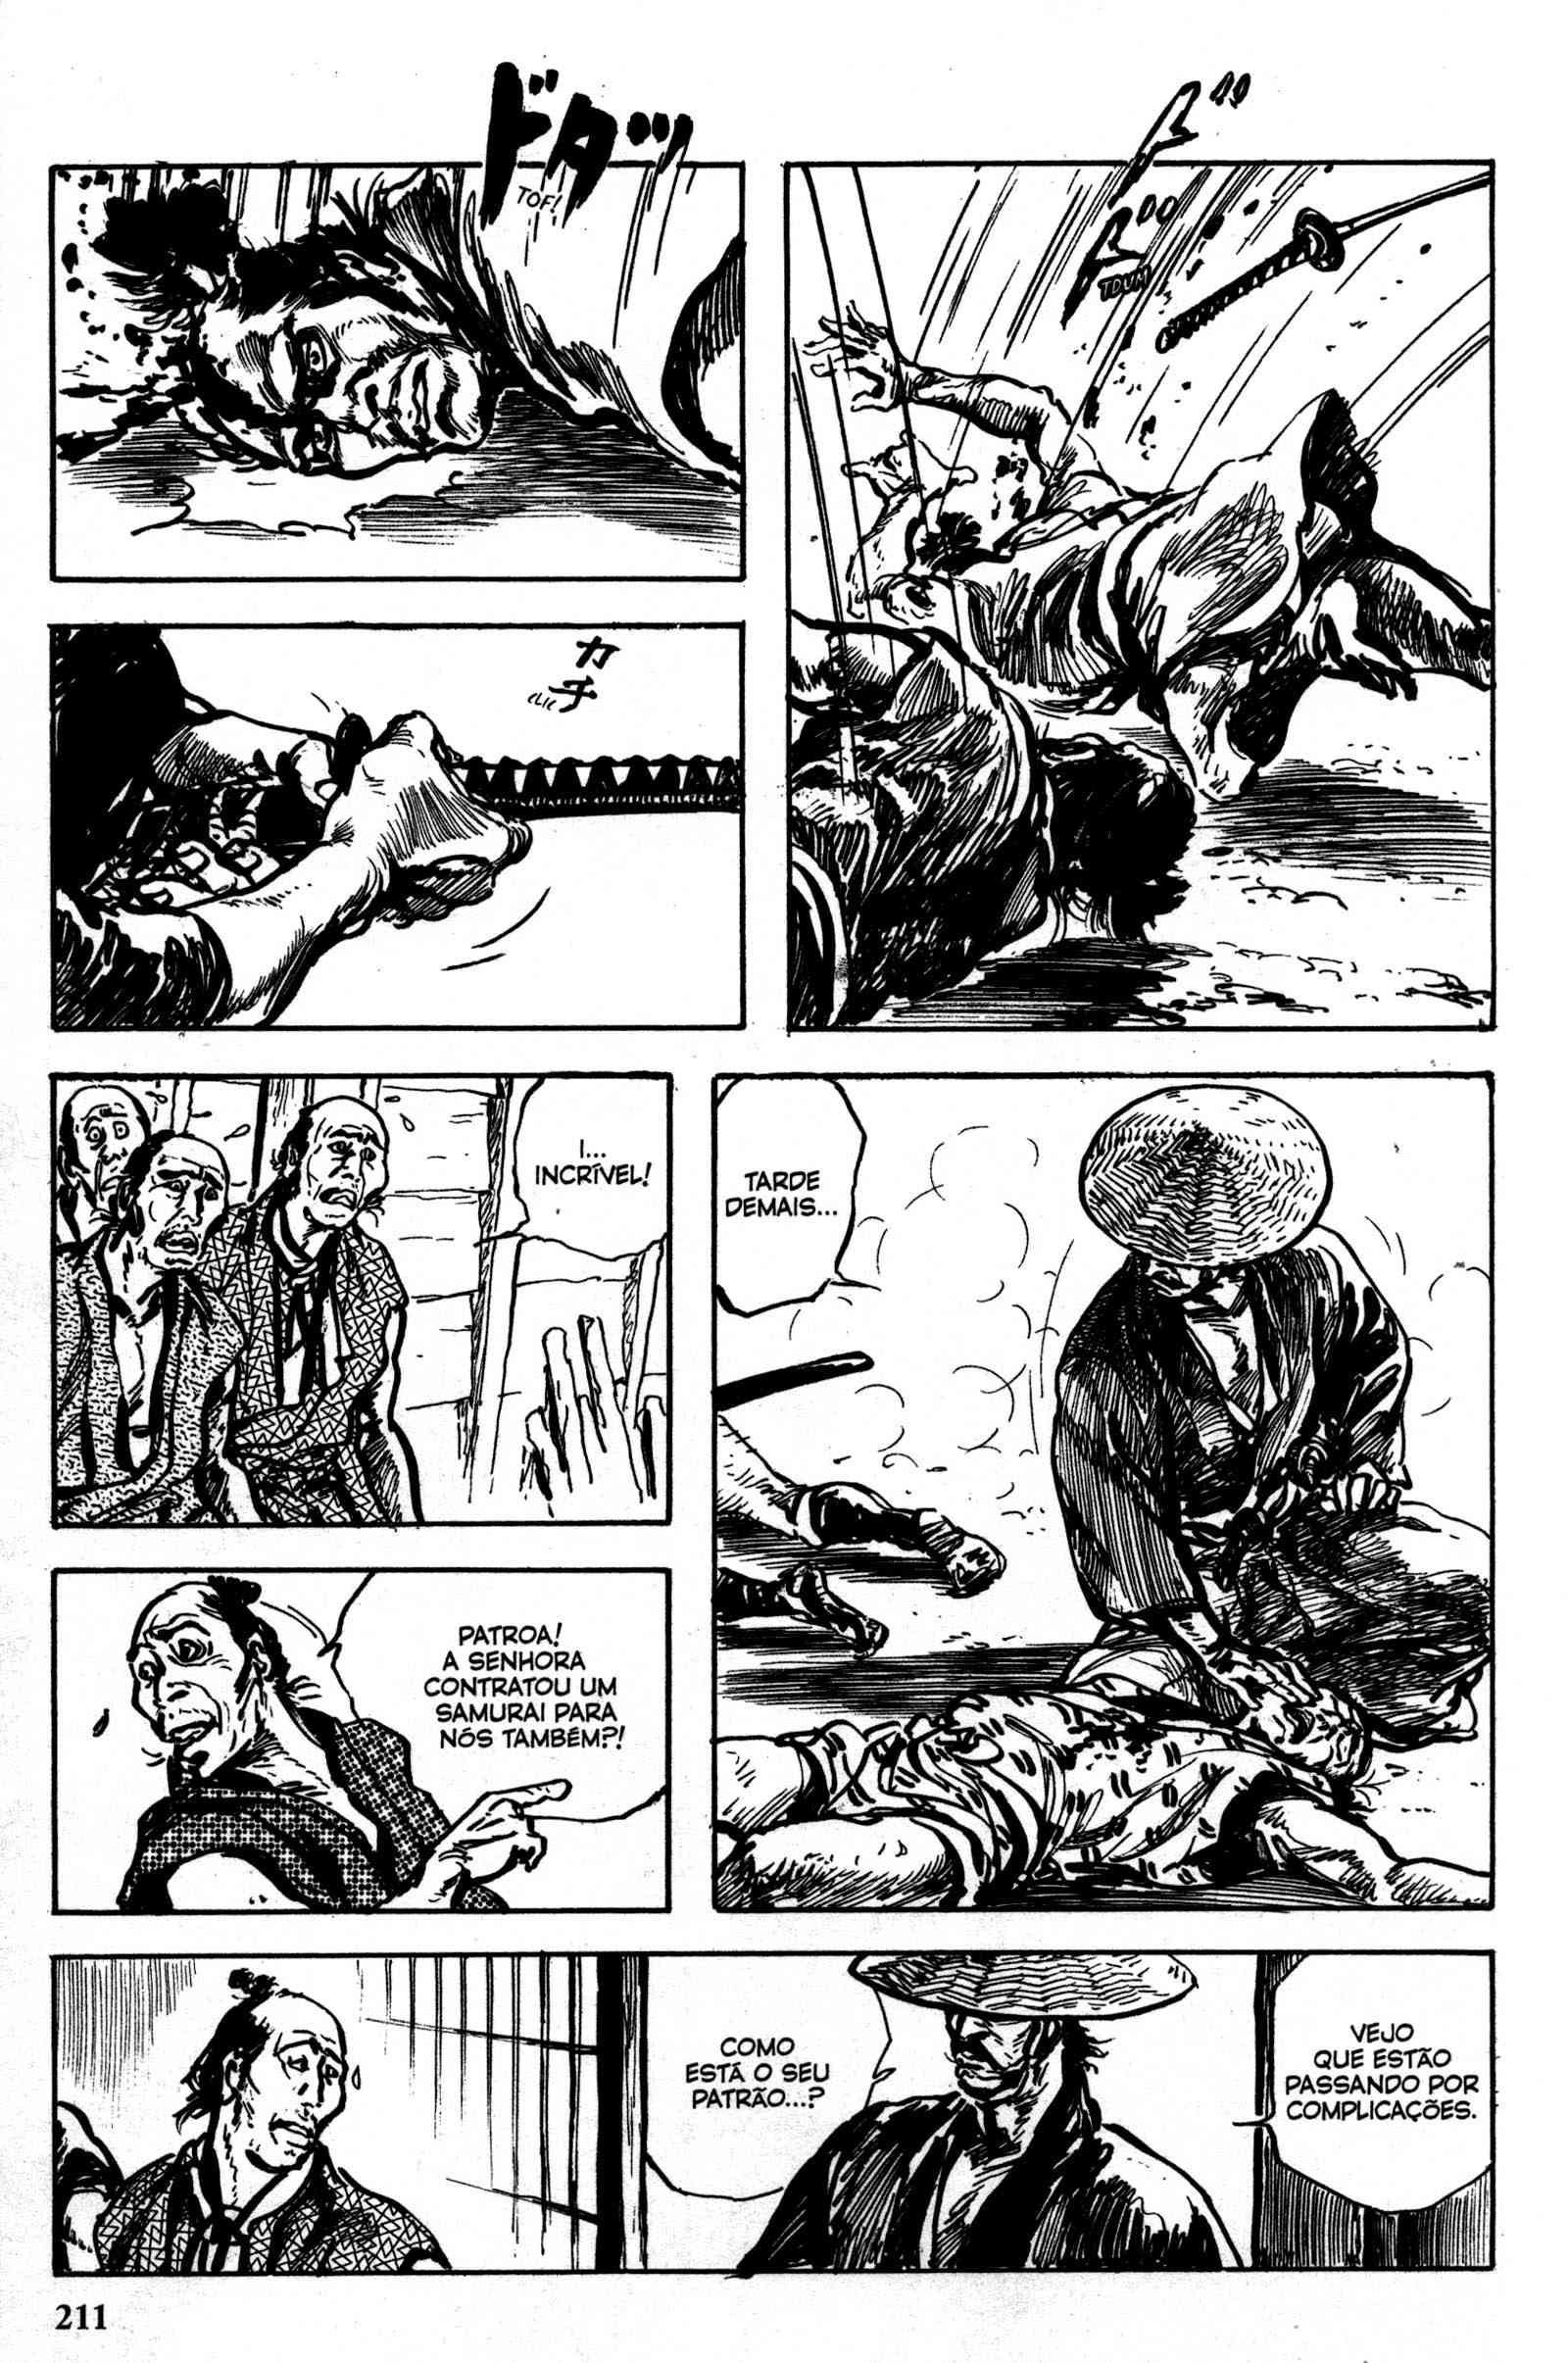 ドドッ
TDUM
ドタッ
TOF!
カチ
CLIC
TARDE
DEMAIS...
I...
INCRÍVEL!
PATROA!
A SENHORA
CONTRATOU UM
SAMURAI PARA
NÓS TAMBÉM?!
VEJO
QUE ESTÃO
PASSANDO POR
COMPLICAÇÕES.
COMO
ESTÁ O SEU
PATRÃO...?
211